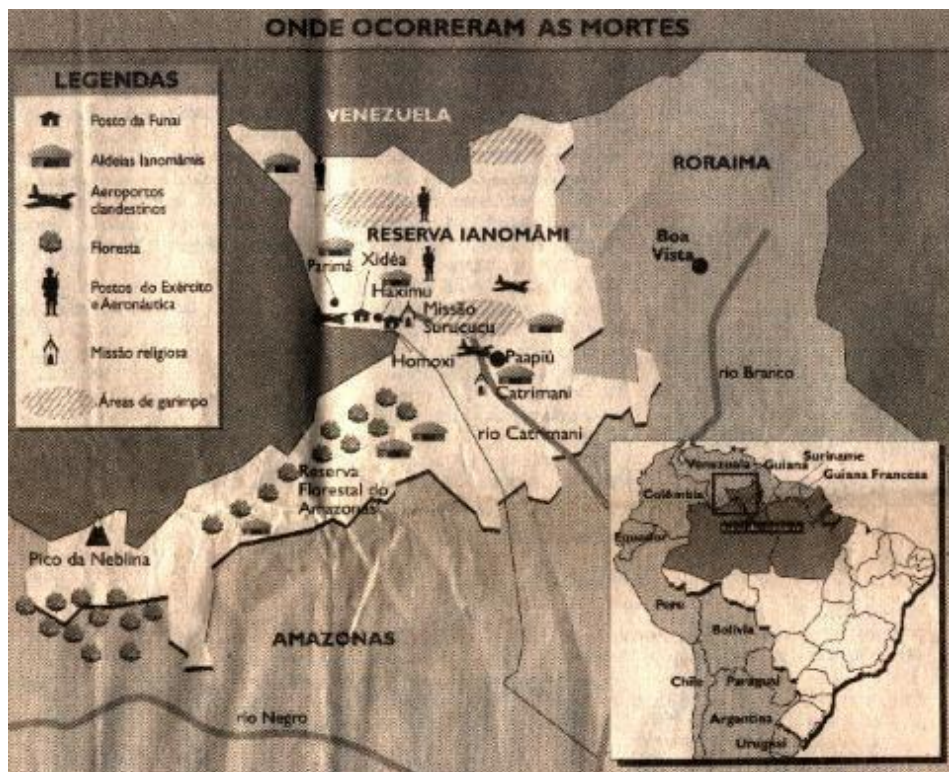 ONDE OCORRERAM AS MORTES
LEGENDAS
Posto da Funai
Aldeias Ianomâmis
Aeroportos
clandestinos
Floresta
Postos do Exército
e Aeronáutica
Missão religiosa
Áreas de garimpo
VENEZUELA
RORAIMA
RESERVA IANOMÂMI
Boa
Vista
Xidéa
Parimá
Haximu
Missão
Surucucu
Homoxi
Paapiú
Catrimani
rio Branco
rio Catrimani
Reserva
Florestal do
Amazonas
Pico da Neblina
AMAZONAS
rio Negro
Venezuela
Guiana
Suriname
Guiana Francesa
Colômbia
Equador
Peru
Bolívia
Chile
Paraguai
Argentina
Uruguai